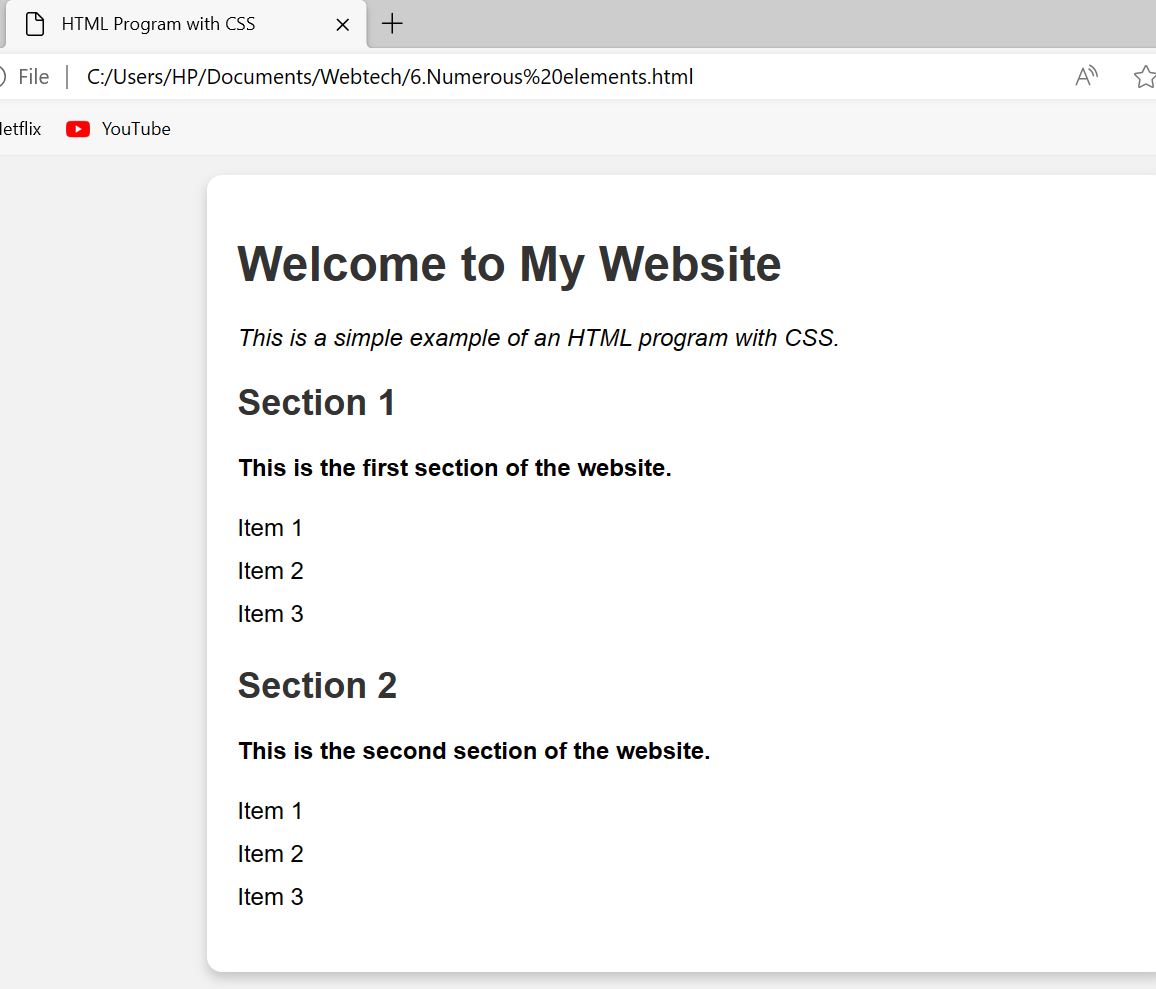 HTML Program with CSS
File C:/Users/HP/Documents/Webtech/6.Numerous%20elements.html
etflix YouTube
Welcome to My Website
This is a simple example of an HTML program with CSS.
Section 1
This is the first section of the website.
Item 1
Item 2
Item 3
Section 2
This is the second section of the website.
Item 1
Item 2
Item 3